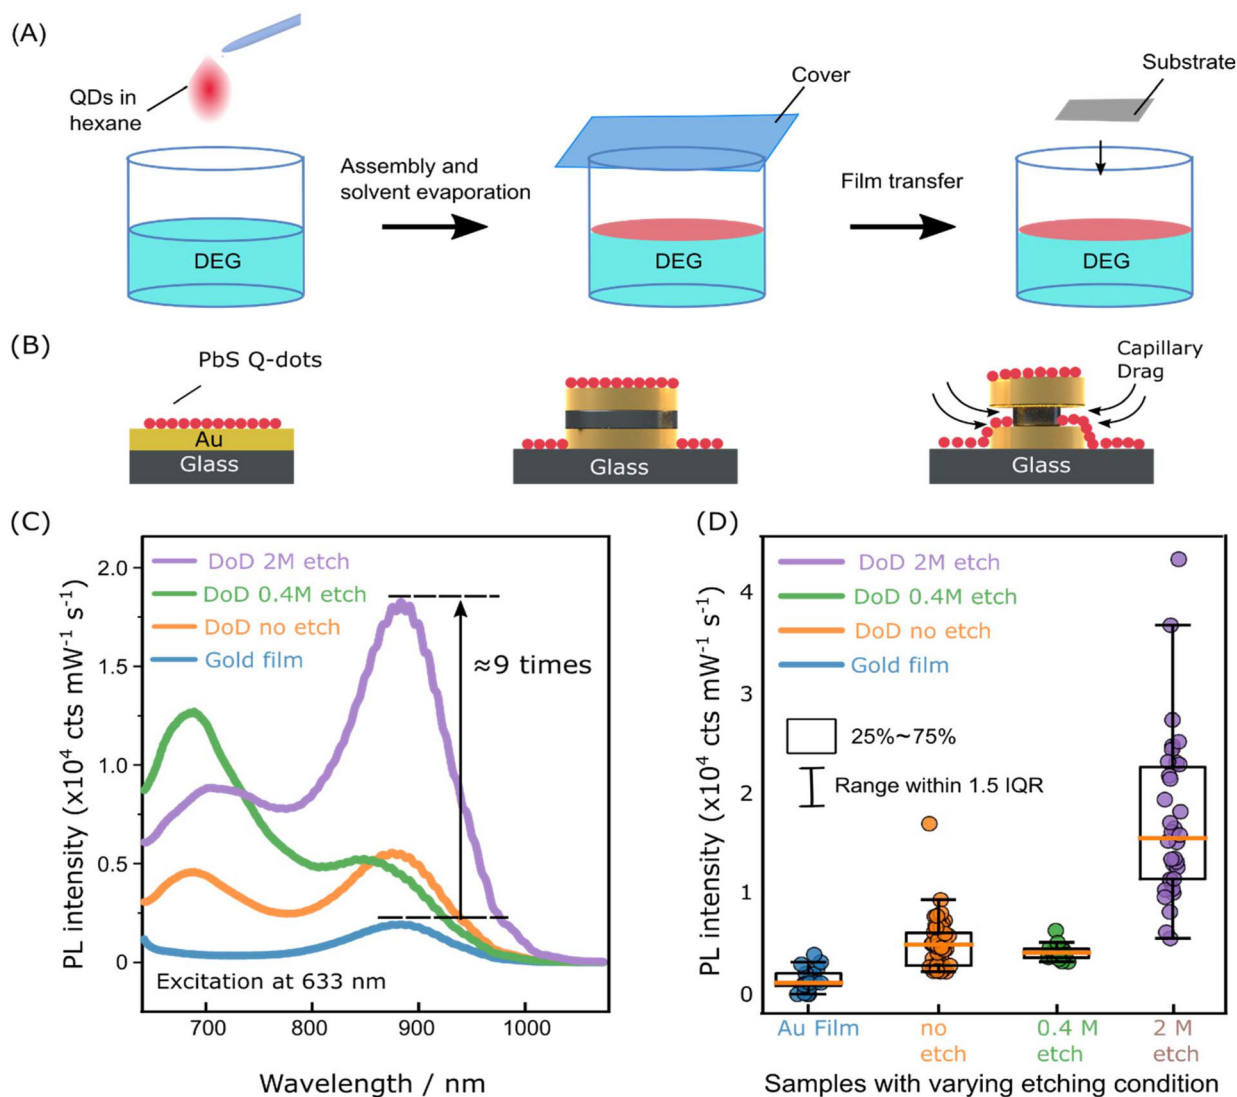 (A)
QDs in
hexane
Assembly and
solvent evaporation
Cover
Film transfer
Substrate
DEG
DEG
DEG
(B)
PbS Q-dots
Au
Glass
Glass
Capillary
Drag
Glass
(C)
PL intensity (x10⁴ cts mW⁻¹ s⁻¹)
2.0
1.5
1.0
0.5
0
DoD 2M etch
DoD 0.4M etch
DoD no etch
Gold film
≈9 times
Excitation at 633 nm
700
800
900
1000
Wavelength / nm
(D)
PL intensity (x10⁴ cts mW⁻¹ s⁻¹)
4
3
2
1
0
DoD 2M etch
DoD 0.4M etch
DoD no etch
Gold film
25%~75%
Range within 1.5 IQR
Au Film
no
etch
0.4 M
etch
2 M
etch
Samples with varying etching condition